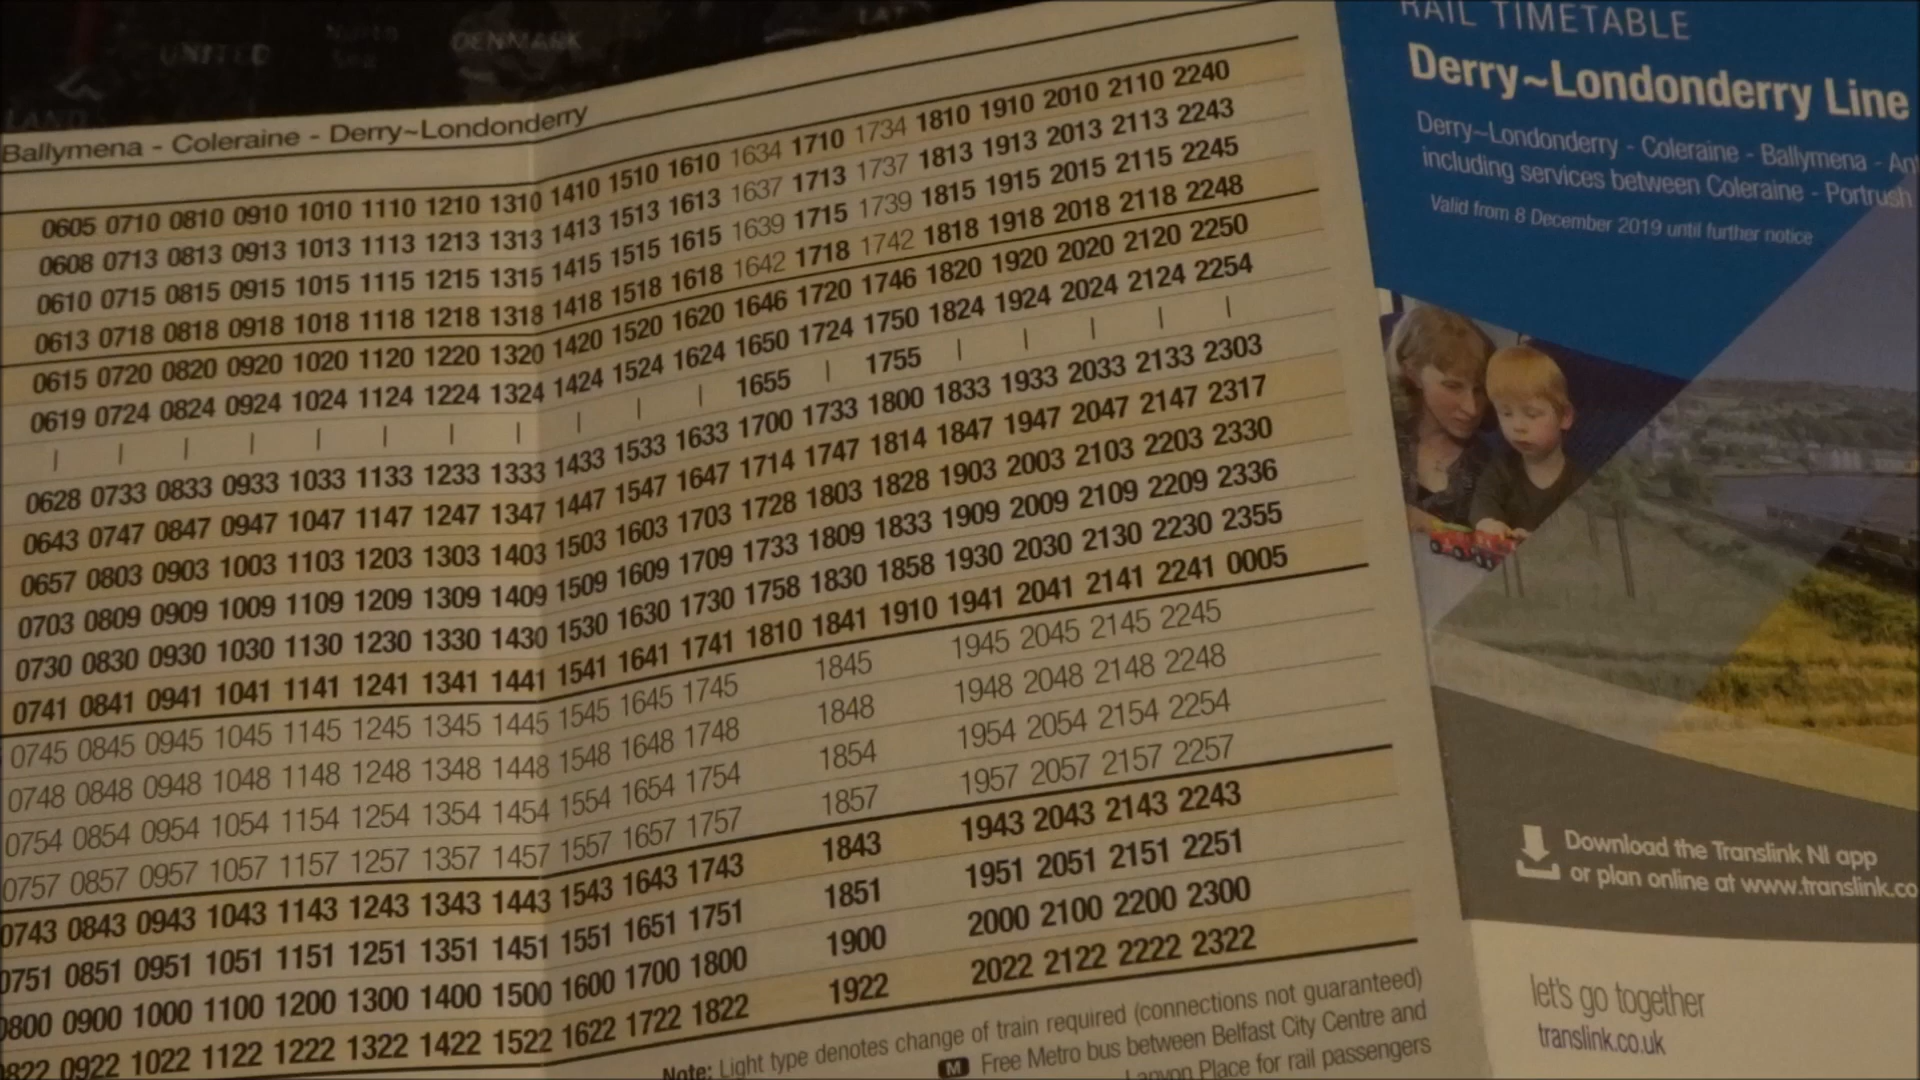 UNITED
DENMARK
LAT
LAND
Ballymena - Coleraine - Derry~Londonderry
0605 0710 0810 0910 1010 1110 1210 1310 1410 1510 1610 1634 1710 1734 1810 1910 2010 2110 2240
0608 0713 0813 0913 1013 1113 1213 1313 1413 1513 1613 1637 1713 1737 1813 1913 2013 2113 2243
0610 0715 0815 0915 1015 1115 1215 1315 1415 1515 1615 1639 1715 1739 1815 1915 2015 2115 2245
0613 0718 0818 0918 1018 1118 1218 1318 1418 1518 1618 1642 1718 1742 1818 1918 2018 2118 2248
0615 0720 0820 0920 1020 1120 1220 1320 1420 1520 1620 1646 1720 1746 1820 1920 2020 2120 2250
0619 0724 0824 0924 1024 1124 1224 1324 1424 1524 1624 1650 1724 1750 1824 1924 2024 2124 2254
| | | | | | | | | | | 1655 | 1755 | | | | |
0628 0733 0833 0933 1033 1133 1233 1333 1433 1533 1633 1700 1733 1800 1833 1933 2033 2133 2303
0643 0747 0847 0947 1047 1147 1247 1347 1447 1547 1647 1714 1747 1814 1847 1947 2047 2147 2317
0657 0803 0903 1003 1103 1203 1303 1403 1503 1603 1703 1728 1803 1828 1903 2003 2103 2203 2330
0703 0809 0909 1009 1109 1209 1309 1409 1509 1609 1709 1733 1809 1833 1909 2009 2109 2209 2336
0730 0830 0930 1030 1130 1230 1330 1430 1530 1630 1730 1758 1830 1858 1930 2030 2130 2230 2355
0741 0841 0941 1041 1141 1241 1341 1441 1541 1641 1741 1810 1841 1910 1941 2041 2141 2241 0005
0745 0845 0945 1045 1145 1245 1345 1445 1545 1645 1745 1845 1945 2045 2145 2245
0748 0848 0948 1048 1148 1248 1348 1448 1548 1648 1748 1848 1948 2048 2148 2248
0754 0854 0954 1054 1154 1254 1354 1454 1554 1654 1754 1854 1954 2054 2154 2254
0757 0857 0957 1057 1157 1257 1357 1457 1557 1657 1757 1857 1957 2057 2157 2257
0743 0843 0943 1043 1143 1243 1343 1443 1543 1643 1743 1843 1943 2043 2143 2243
0751 0851 0951 1051 1151 1251 1351 1451 1551 1651 1751 1851 1951 2051 2151 2251
0800 0900 1000 1100 1200 1300 1400 1500 1600 1700 1800 1900 2000 2100 2200 2300
0822 0922 1022 1122 1222 1322 1422 1522 1622 1722 1822 1922 2022 2122 2222 2322
Note: Light type denotes change of train required (connections not guaranteed)
M Free Metro bus between Belfast City Centre and
Lanyon Place for rail passengers
RAIL TIMETABLE
Derry~Londonderry Line
Derry~Londonderry - Coleraine - Ballymena - Ant
including services between Coleraine - Portrush
Valid from 8 December 2019 until further notice
Download the Translink NI app
or plan online at www.translink.co
let's go together
translink.co.uk